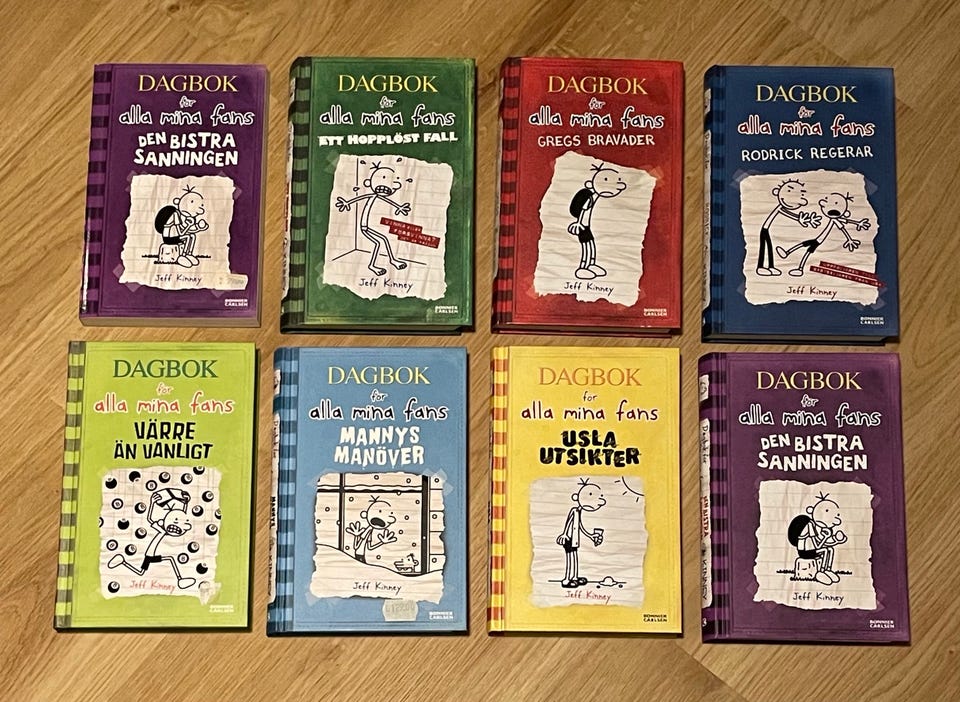 DAGBOK
för
alla mina fans
DEN BISTRA
SANNINGEN
Jeff Kinney
BONNIER
CARLSEN
DAGBOK
för
alla mina fans
ETT HOPPLÖST FALL
Jeff Kinney
BONNIER
CARLSEN
DAGBOK
för
alla mina fans
GREGS BRAVADER
Jeff Kinney
BONNIER
CARLSEN
DAGBOK
för
alla mina fans
RODRICK REGERAR
Jeff Kinney
BONNIER
CARLSEN
DAGBOK
för
alla mina fans
VÄRRE
ÄN VANLIGT
Jeff Kinney
BONNIER
CARLSEN
DAGBOK
för
alla mina fans
MANNYS
MANÖVER
Jeff Kinney
BONNIER
CARLSEN
DAGBOK
för
alla mina fans
USLA
UTSIKTER
Jeff Kinney
BONNIER
CARLSEN
DAGBOK
för
alla mina fans
DEN BISTRA
SANNINGEN
Jeff Kinney
BONNIER
CARLSEN